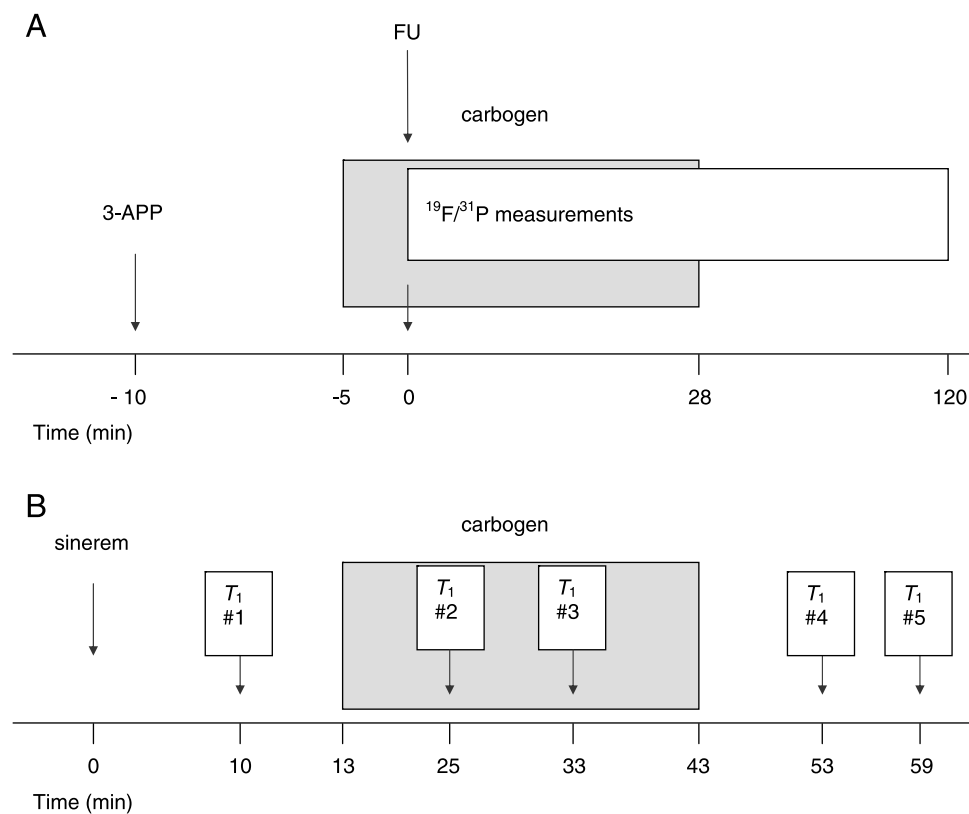 A
FU
carbogen
3-APP
¹⁹F/³¹P measurements
- 10 -5 0 28 120
Time (min)
B
carbogen
sinerem
T₁ T₁ T₁ T₁ T₁
#1 #2 #3 #4 #5
0 10 13 25 33 43 53 59
Time (min)